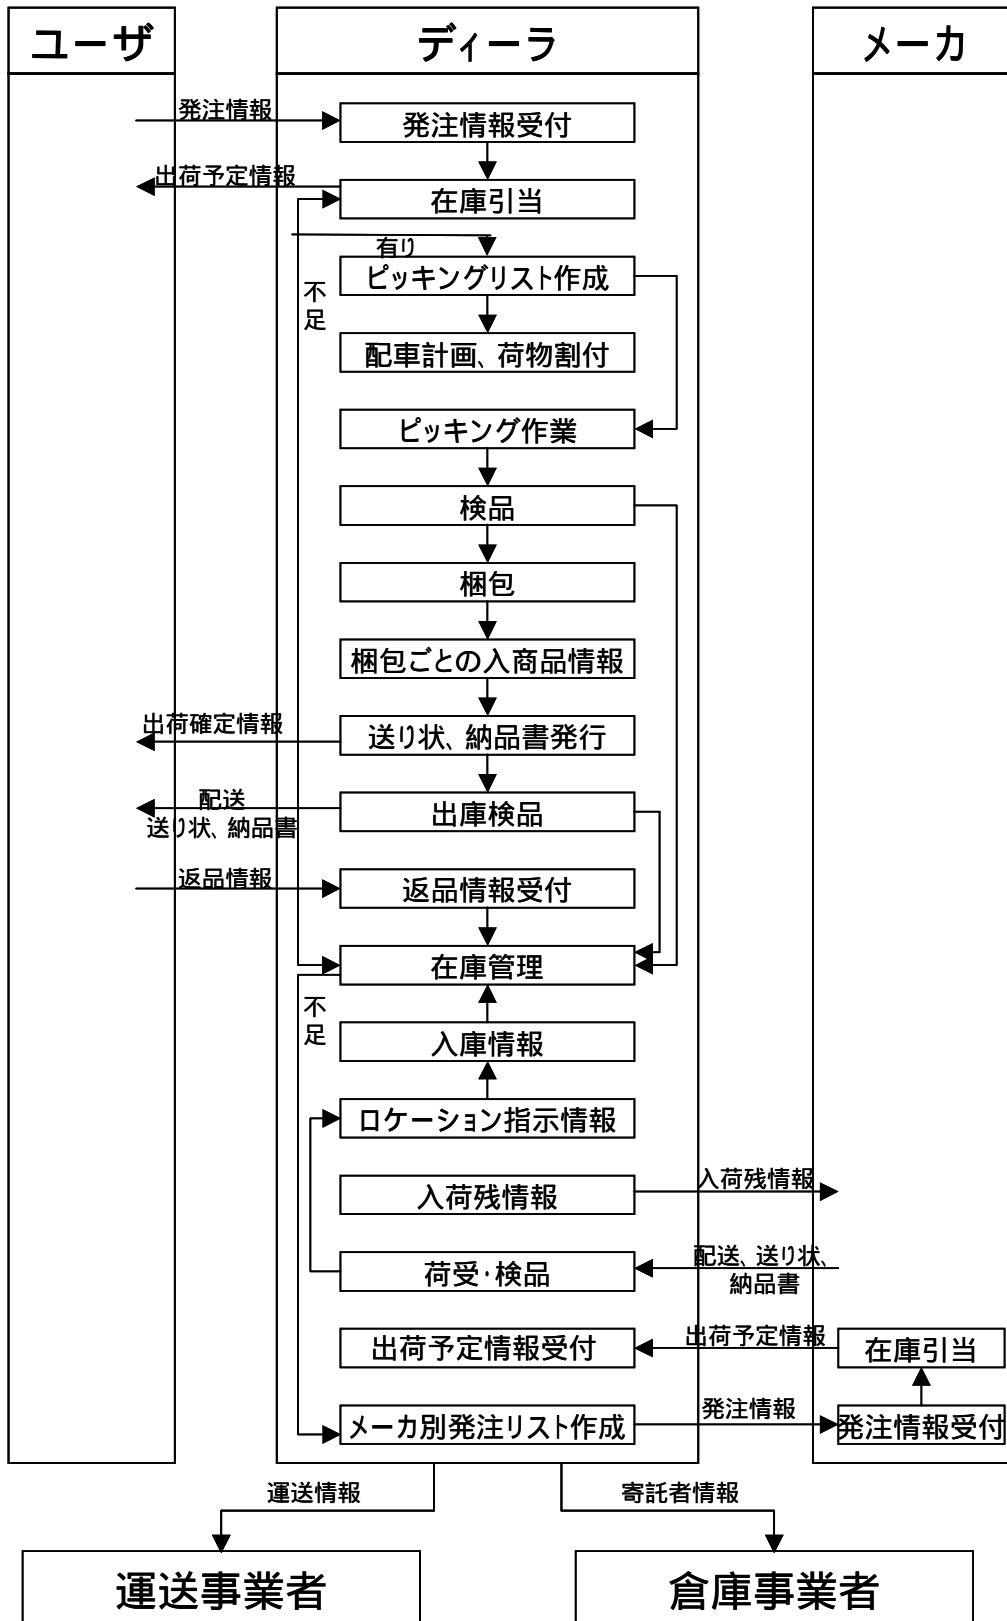 ユーザ
ディーラ
メーカ
発注情報
発注情報受付
出荷予定情報
在庫引当
有り
不足
ピッキングリスト作成
配車計画、荷物割付
ピッキング作業
検品
梱包
梱包ごとの入商品情報
出荷確定情報
送り状、納品書発行
配送
送り状、納品書
出庫検品
返品情報
返品情報受付
在庫管理
不足
入庫情報
ロケーション指示情報
入荷残情報
入荷残情報
荷受・検品
配送、送り状、
納品書
出荷予定情報受付
出荷予定情報
在庫引当
メーカ別発注リスト作成
発注情報
発注情報受付
運送情報
寄託者情報
運送事業者
倉庫事業者